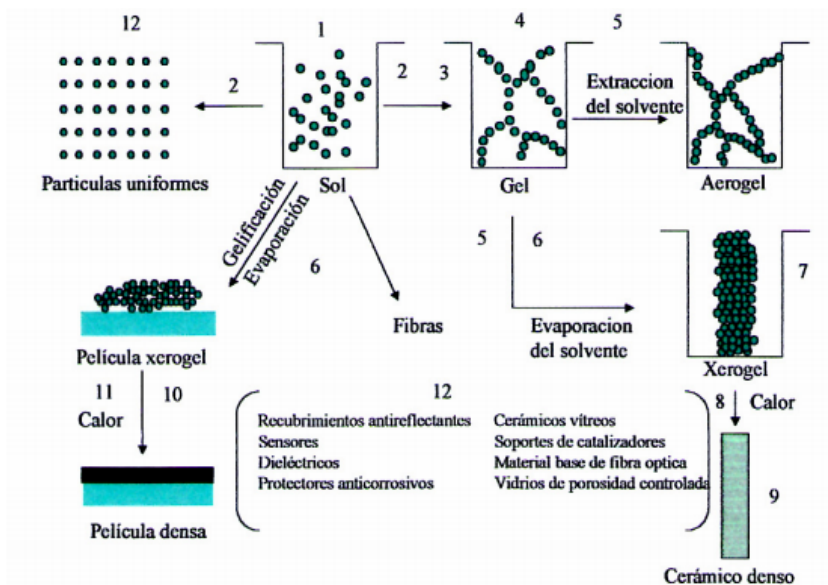 12
1
4
5
2
2
3
Extraccion
del solvente
Particulas uniformes
Sol
Gel
Aerogel
Gelificación
Evaporación
6
5
6
7
Fibras
Evaporacion
del solvente
Película xerogel
Xerogel
11
10
Calor
12
8
Calor
Recubrimientos antireflectantes
Cerámicos vítreos
Sensores
Soportes de catalizadores
Dieléctricos
Material base de fibra optica
Protectores anticorrosivos
Vidrios de porosidad controlada
9
Película densa
Cerámico denso